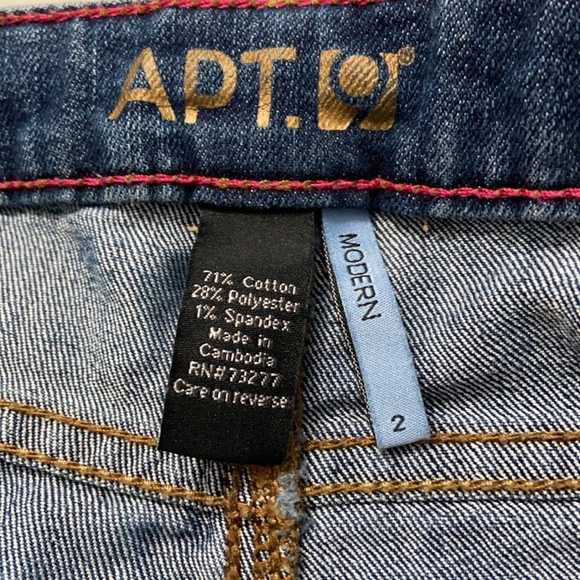 APT. 9®
71% Cotton
28% Polyester
1% Spandex
Made in
Cambodia
RN#73277
Care on reverse
MODERN
2